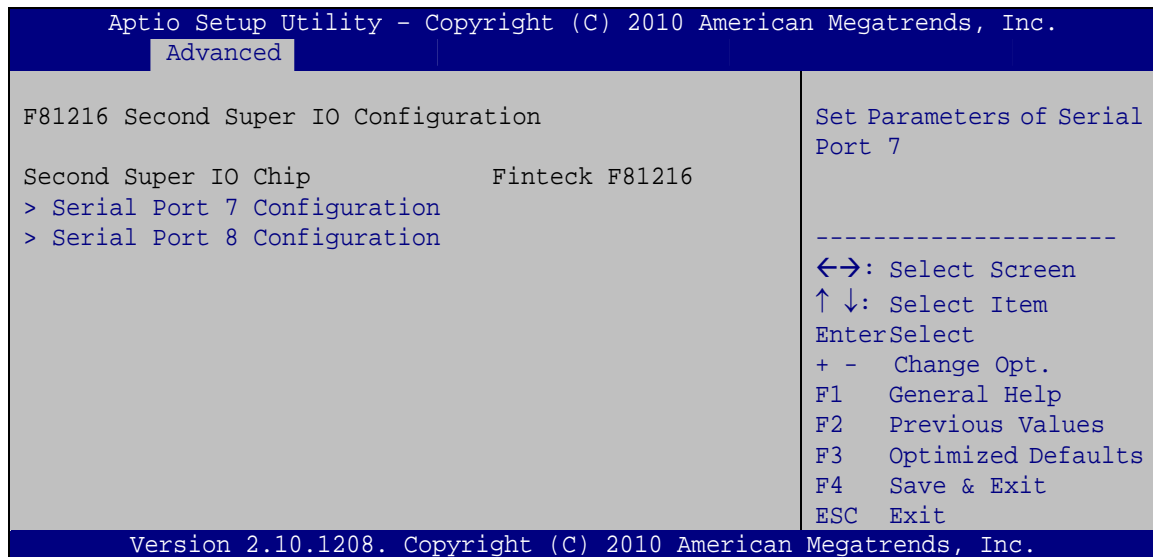 Aptio Setup Utility – Copyright (C) 2010 American Megatrends, Inc.
Advanced
F81216 Second Super IO Configuration
Second Super IO Chip Finteck F81216
> Serial Port 7 Configuration
> Serial Port 8 Configuration
Set Parameters of Serial
Port 7
---------------------
←→: Select Screen
↑ ↓: Select Item
EnterSelect
+ - Change Opt.
F1 General Help
F2 Previous Values
F3 Optimized Defaults
F4 Save & Exit
ESC Exit
Version 2.10.1208. Copyright (C) 2010 American Megatrends, Inc.